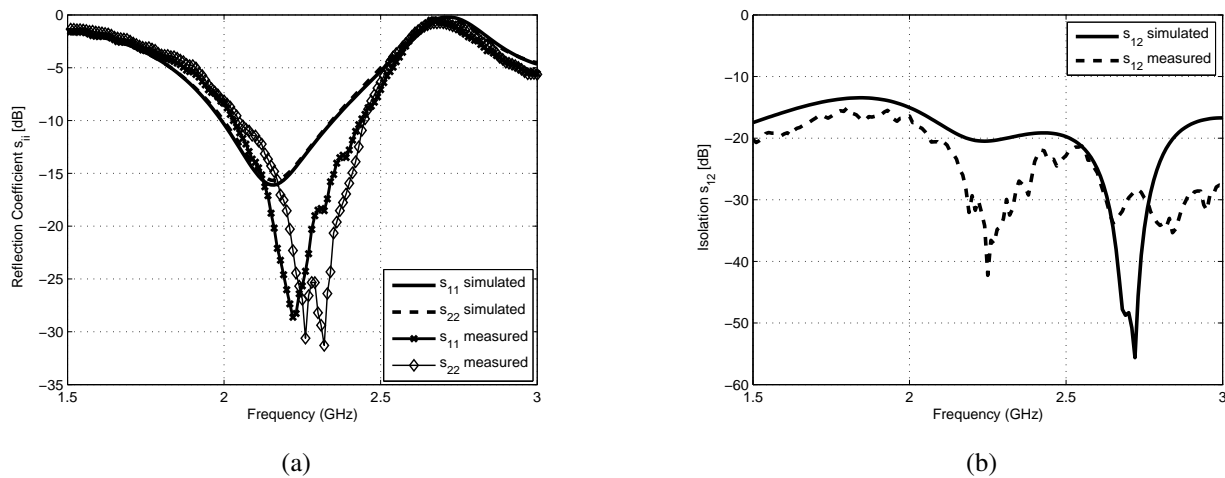 0
−5
−10
−15
−20
−25
−30
−35
1.5
2
2.5
3
Frequency (GHz)
Reflection Coefficient s_ii [dB]
s_11 simulated
s_22 simulated
s_11 measured
s_22 measured
(a)
0
−10
−20
−30
−40
−50
−60
1.5
2
2.5
3
Frequency (GHz)
Isolation s_12 [dB]
s_12 simulated
s_12 measured
(b)